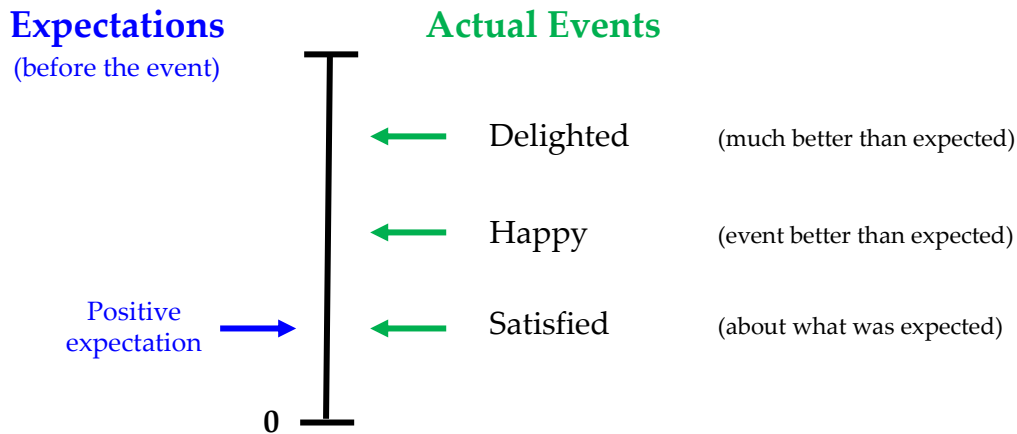 Expectations
(before the event)
Actual Events
Delighted (much better than expected)
Happy (event better than expected)
Positive
expectation
Satisfied (about what was expected)
0